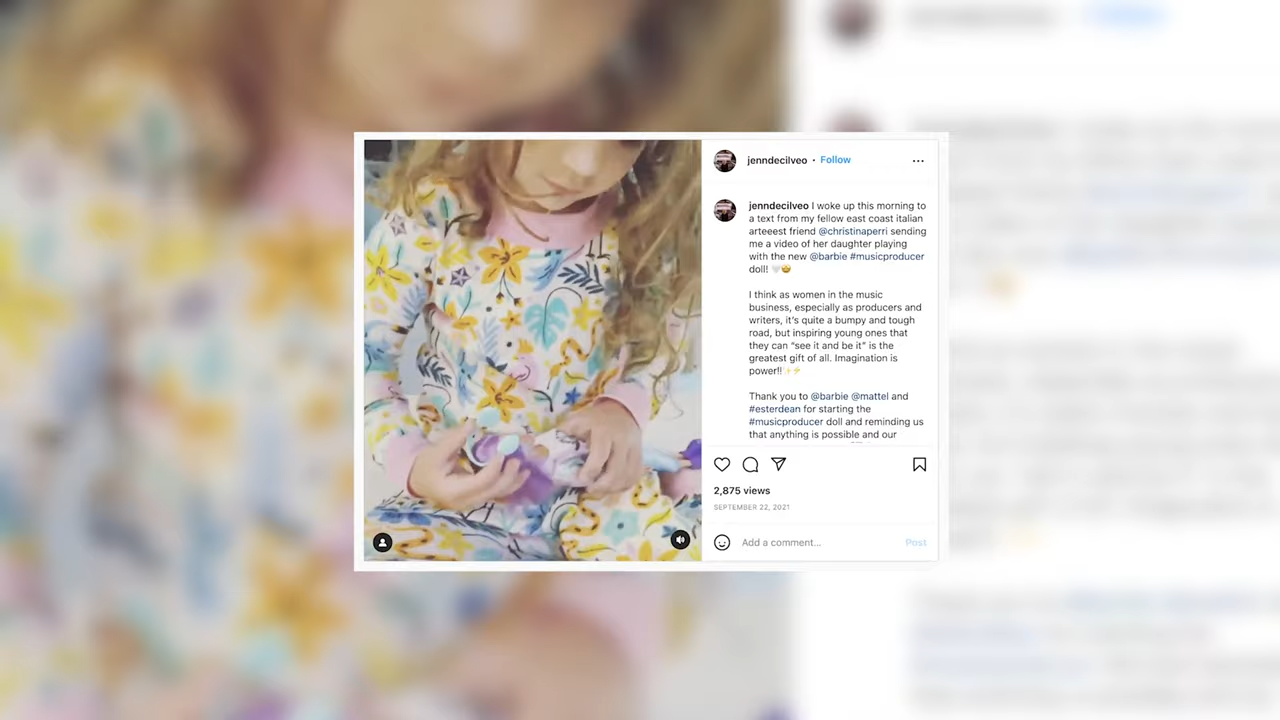 jenndecilveo • Follow
jenndecilveo I woke up this morning to
a text from my fellow east coast italian
arteeest friend @christinaperri sending
me a video of her daughter playing
with the new @barbie #musicproducer
doll! 🤍🤩
I think as women in the music
business, especially as producers and
writers, it's quite a bumpy and tough
road, but inspiring young ones that
they can "see it and be it" is the
greatest gift of all. Imagination is
power!!✨⚡
Thank you to @barbie @mattel and
#esterdean for starting the
#musicproducer doll and reminding us
that anything is possible and our
2,875 views
SEPTEMBER 22, 2021
Add a comment...
Post